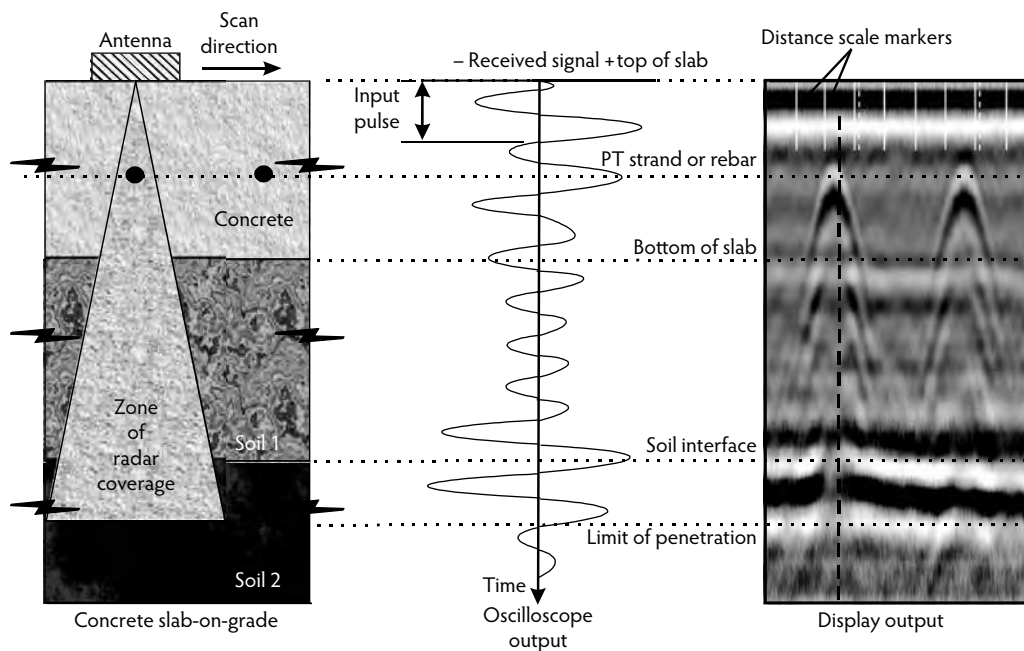 Antenna
Scan
direction
Concrete
Zone
of
radar
coverage
Soil 1
Soil 2
Concrete slab-on-grade
– Received signal + top of slab
Input
pulse
PT strand or rebar
Bottom of slab
Soil interface
Limit of penetration
Time
Oscilloscope
output
Distance scale markers
Display output